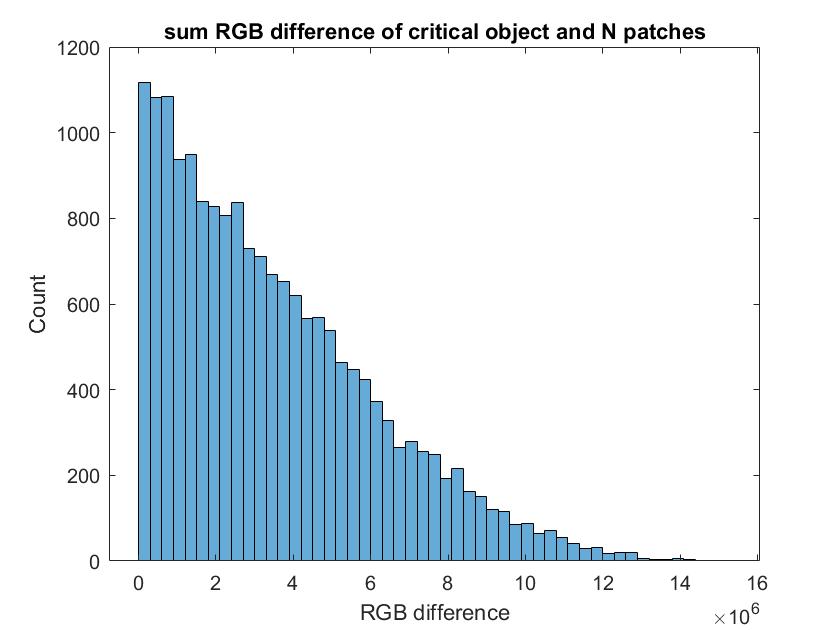 sum RGB difference of critical object and N patches
1200
1000
800
600
400
200
0
Count
0 2 4 6 8 10 12 14 16
RGB difference
×10^6